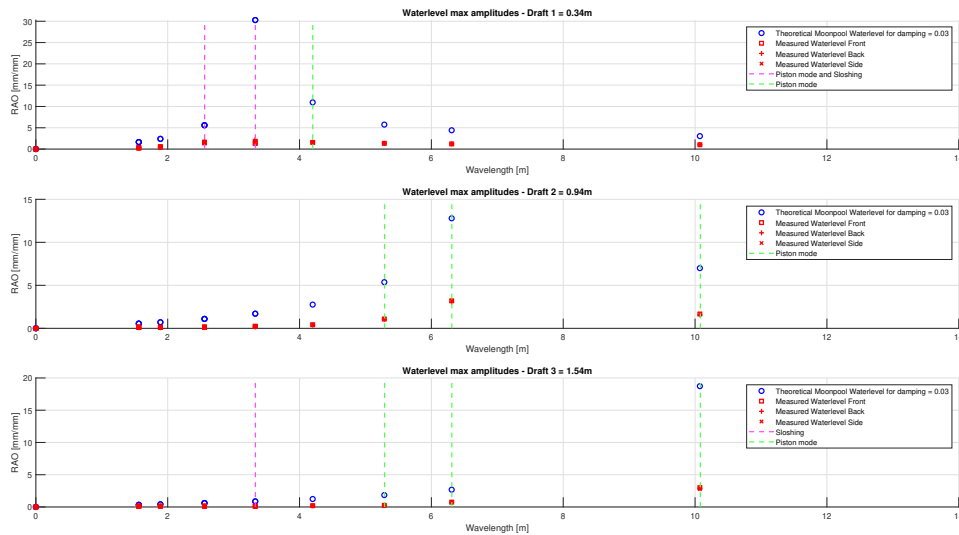 Waterlevel max amplitudes - Draft 1 = 0.34m
RAO [mm/mm]
30
25
20
15
10
5
0
0 2 4 6 8 10 12 14
Wavelength [m]
Theoretical Moonpool Waterlevel for damping = 0.03
Measured Waterlevel Front
Measured Waterlevel Back
Measured Waterlevel Side
Piston mode and Sloshing
Piston mode
Waterlevel max amplitudes - Draft 2 = 0.94m
RAO [mm/mm]
15
10
5
0
0 2 4 6 8 10 12 14
Wavelength [m]
Theoretical Moonpool Waterlevel for damping = 0.03
Measured Waterlevel Front
Measured Waterlevel Back
Measured Waterlevel Side
Piston mode
Waterlevel max amplitudes - Draft 3 = 1.54m
RAO [mm/mm]
20
15
10
5
0
0 2 4 6 8 10 12 14
Wavelength [m]
Theoretical Moonpool Waterlevel for damping = 0.03
Measured Waterlevel Front
Measured Waterlevel Back
Measured Waterlevel Side
Sloshing
Piston mode